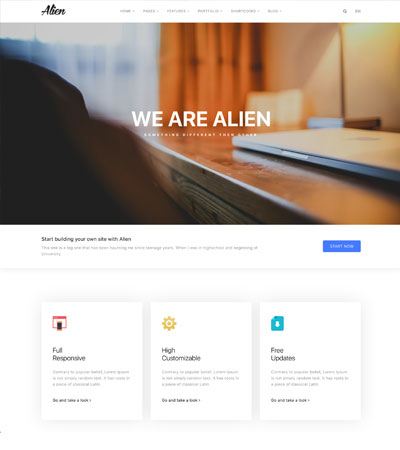 Alien
HOME PAGES FEATURES PORTFOLIO SHORTCODES BLOG EN
WE ARE ALIEN
SOMETHING DIFFERENT THEN OTHER
Start building your own site with Alien
This site is a big one that has been haunting me since teenage years. When I was in highschool and beginning of
University.
START NOW
Full
Responsive
Contrary to popular belief, Lorem Ipsum
is not simply random text. It has roots in
a piece of classical Latin.
Go and take a look >
High
Customizable
Contrary to popular belief, Lorem Ipsum
is not simply random text. It has roots in
a piece of classical Latin.
Go and take a look >
Free
Updates
Contrary to popular belief, Lorem Ipsum
is not simply random text. It has roots in
a piece of classical Latin.
Go and take a look >